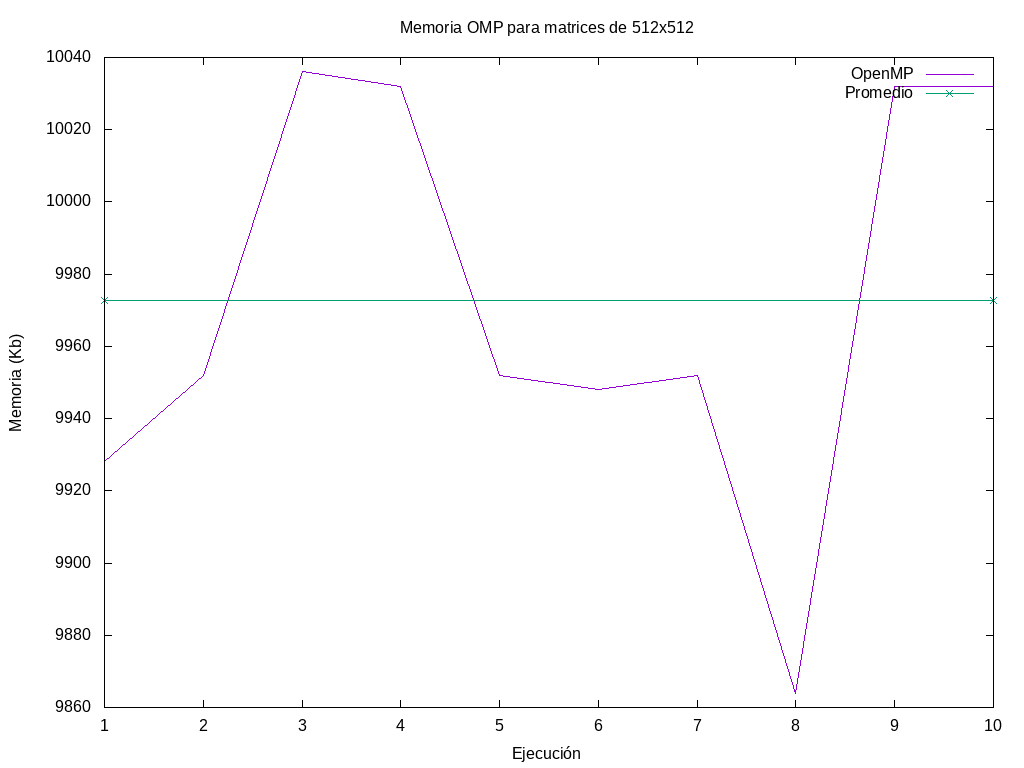 Memoria OMP para matrices de 512x512
10040
10020
10000
9980
9960
9940
9920
9900
9880
9860
Memoria (Kb)
OpenMP
Promedio
1 2 3 4 5 6 7 8 9 10
Ejecución